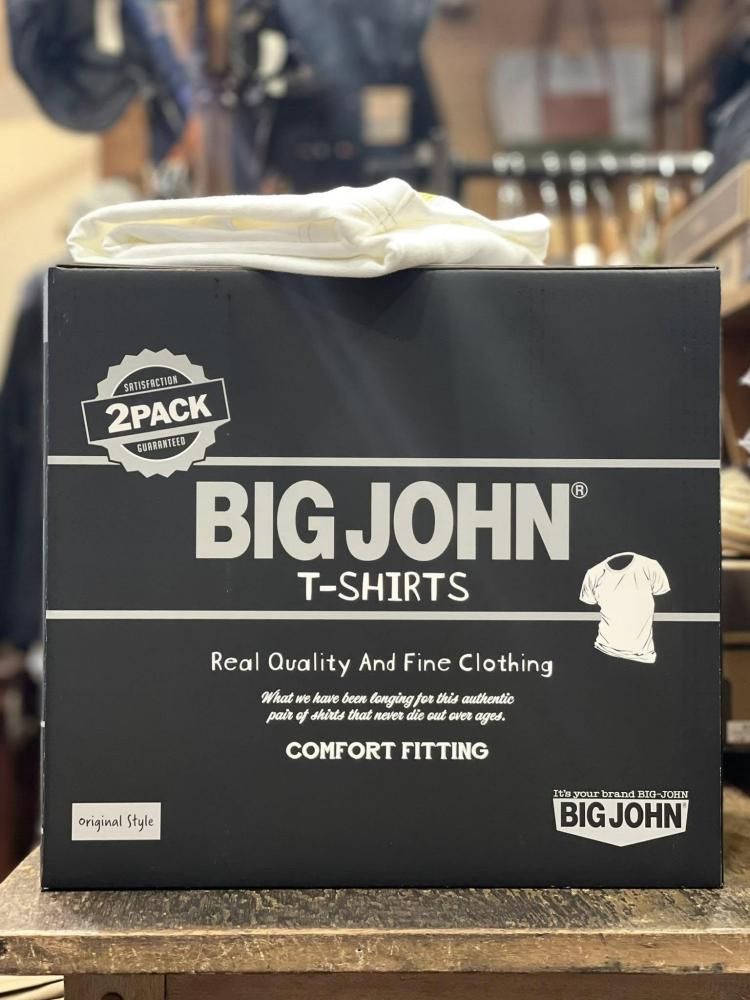 SATISFACTION
2PACK
GUARANTEED
BIG JOHN®
T-SHIRTS
Real Quality And Fine Clothing
What we have been longing for this authentic
pair of shirts that never die out over ages.
COMFORT FITTING
Original Style
It's your brand BIG-JOHN
BIG JOHN